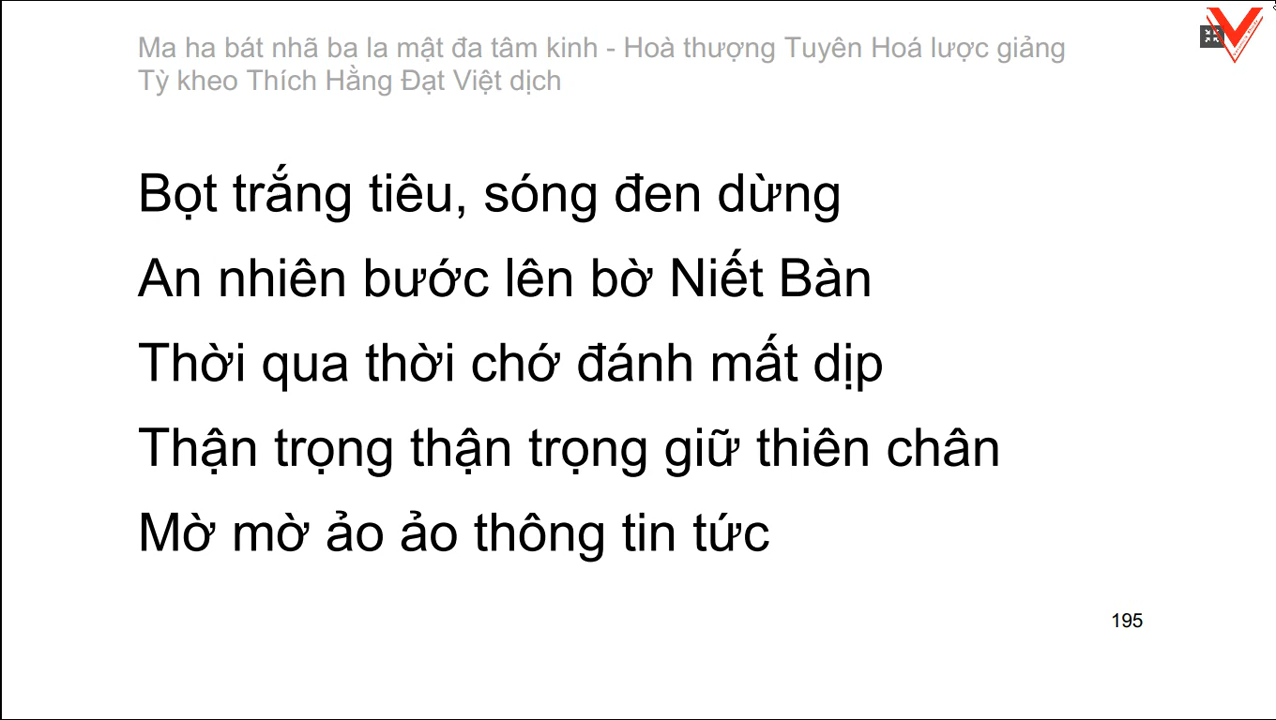 Ma ha bát nhã ba la mật đa tâm kinh - Hoà thượng Tuyên Hoá lược giảng
Tỳ kheo Thích Hằng Đạt Việt dịch
Bọt trắng tiêu, sóng đen dừng
An nhiên bước lên bờ Niết Bàn
Thời qua thời chớ đánh mất dịp
Thận trọng thận trọng giữ thiên chân
Mờ mờ ảo ảo thông tin tức
195